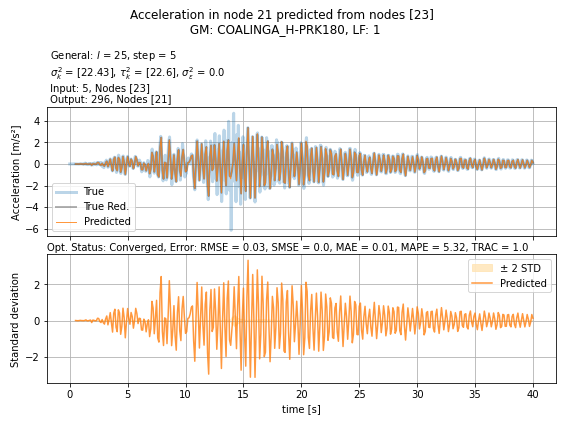 Acceleration in node 21 predicted from nodes [23]
GM: COALINGA_H-PRK180, LF: 1
General: l = 25, step = 5
σ²ₖ = [22.43], τ²ₖ = [22.6], σ²ε = 0.0
Input: 5, Nodes [23]
Output: 296, Nodes [21]
Acceleration [m/s²]
4
2
0
−2
−4
−6
True
True Red.
Predicted
Opt. Status: Converged, Error: RMSE = 0.03, SMSE = 0.0, MAE = 0.01, MAPE = 5.32, TRAC = 1.0
Standard deviation
2
0
−2
± 2 STD
Predicted
0 5 10 15 20 25 30 35 40
time [s]